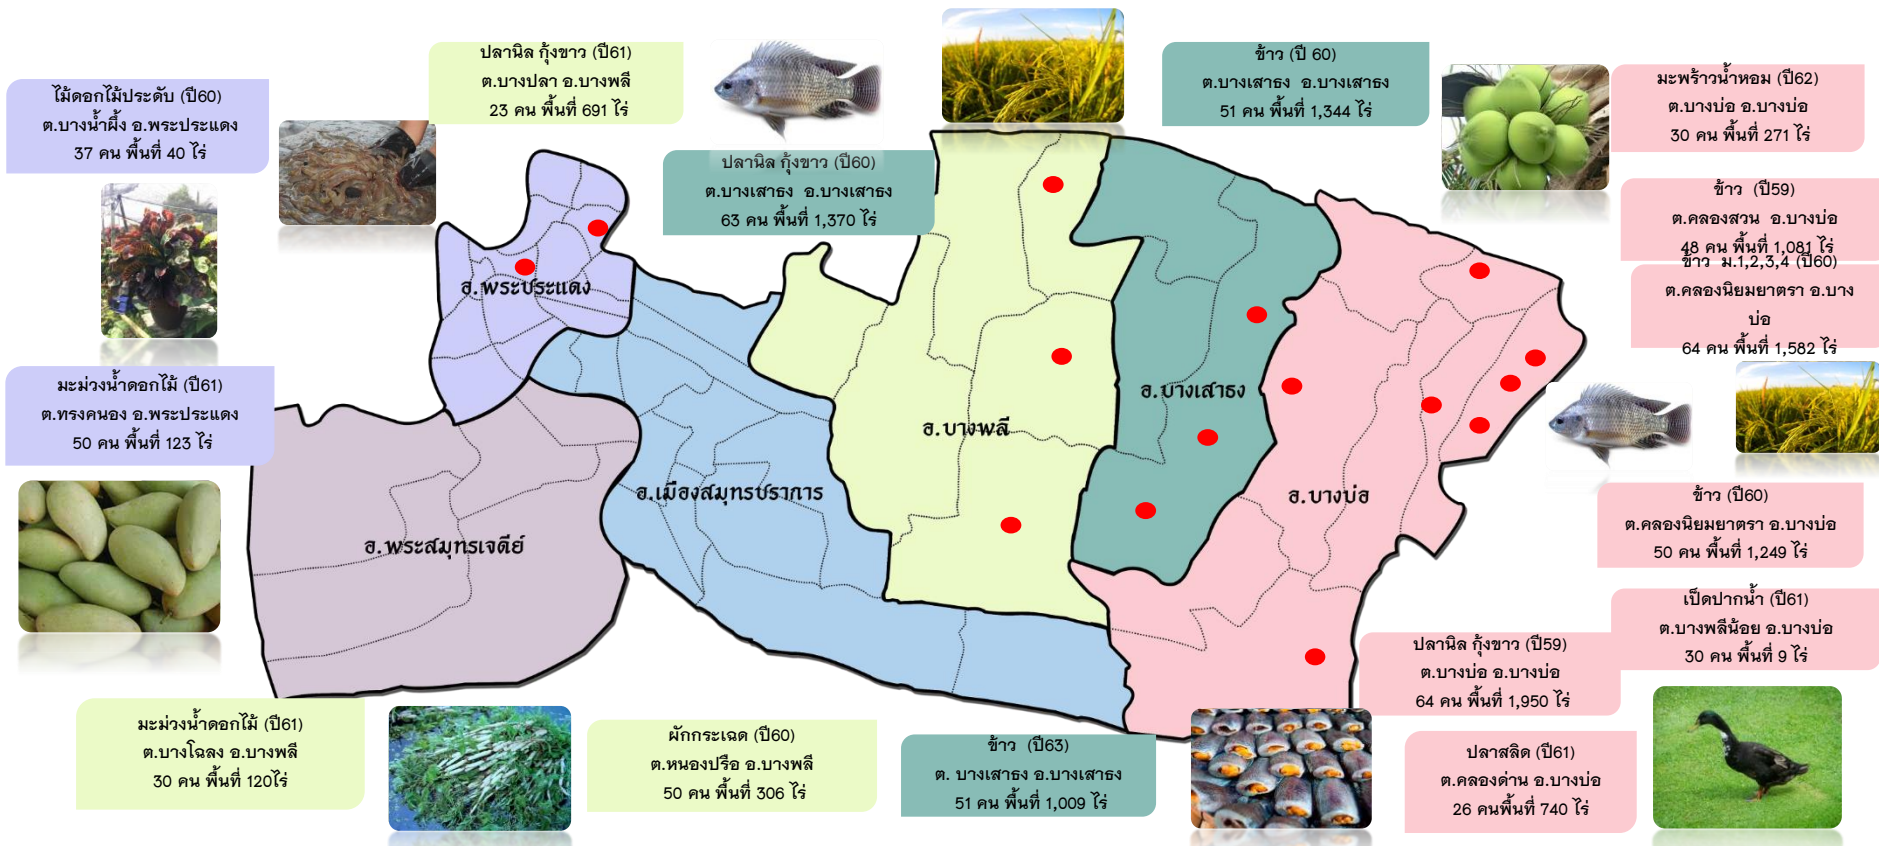 ไม้ดอกไม้ประดับ (ปี60)
ต.บางน้ำผึ้ง อ.พระประแดง
37 คน พื้นที่ 40 ไร่
ปลานิล กุ้งขาว (ปี61)
ต.บางปลา อ.บางพลี
23 คน พื้นที่ 691 ไร่
ปลานิล กุ้งขาว (ปี60)
ต.บางเสาธง อ.บางเสาธง
63 คน พื้นที่ 1,370 ไร่
ข้าว (ปี 60)
ต.บางเสาธง อ.บางเสาธง
51 คน พื้นที่ 1,344 ไร่
มะพร้าวน้ำหอม (ปี62)
ต.บางบ่อ อ.บางบ่อ
30 คน พื้นที่ 271 ไร่
ข้าว (ปี59)
ต.คลองสวน อ.บางบ่อ
48 คน พื้นที่ 1,081 ไร่
ข้าว ม.1,2,3,4 (ปี60)
ต.คลองนิยมยาตรา อ.บาง
บ่อ
64 คน พื้นที่ 1,582 ไร่
มะม่วงน้ำดอกไม้ (ปี61)
ต.ทรงคนอง อ.พระประแดง
50 คน พื้นที่ 123 ไร่
อ.พระประแดง
อ.บางเสาธง
อ.บางพลี
อ.เมืองสมุทรปราการ
อ.บางบ่อ
อ.พระสมุทรเจดีย์
ข้าว (ปี60)
ต.คลองนิยมยาตรา อ.บางบ่อ
50 คน พื้นที่ 1,249 ไร่
เป็ดปากน้ำ (ปี61)
ต.บางพลีน้อย อ.บางบ่อ
30 คน พื้นที่ 9 ไร่
ปลานิล กุ้งขาว (ปี59)
ต.บางบ่อ อ.บางบ่อ
64 คน พื้นที่ 1,950 ไร่
มะม่วงน้ำดอกไม้ (ปี61)
ต.บางโฉลง อ.บางพลี
30 คน พื้นที่ 120ไร่
ผักกระเฉด (ปี60)
ต.หนองปรือ อ.บางพลี
50 คน พื้นที่ 306 ไร่
ข้าว (ปี63)
ต. บางเสาธง อ.บางเสาธง
51 คน พื้นที่ 1,009 ไร่
ปลาสลิด (ปี61)
ต.คลองด่าน อ.บางบ่อ
26 คนพื้นที่ 740 ไร่